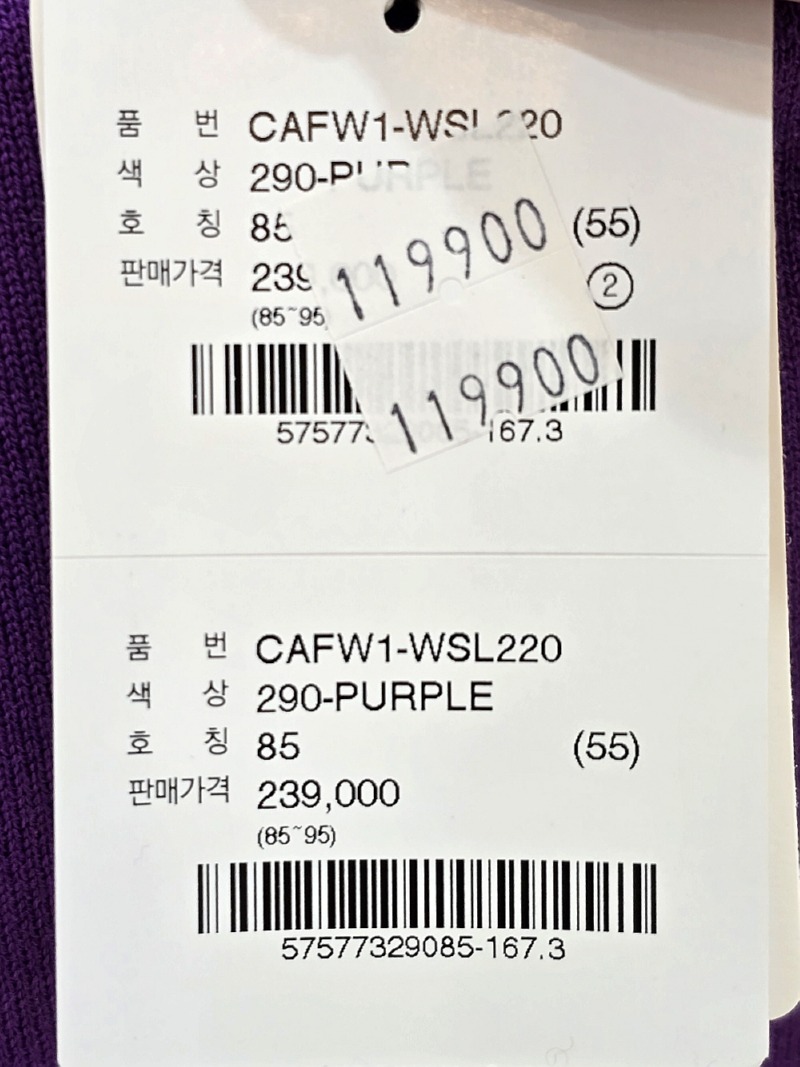 품 번 CAFW1-WSL220
색 상 290-PURPLE
호 칭 85 (55)
판매가격 239,000 ②
(85~95)
119900
119900
57577329085-167.3
품 번 CAFW1-WSL220
색 상 290-PURPLE
호 칭 85 (55)
판매가격 239,000
(85~95)
57577329085-167.3